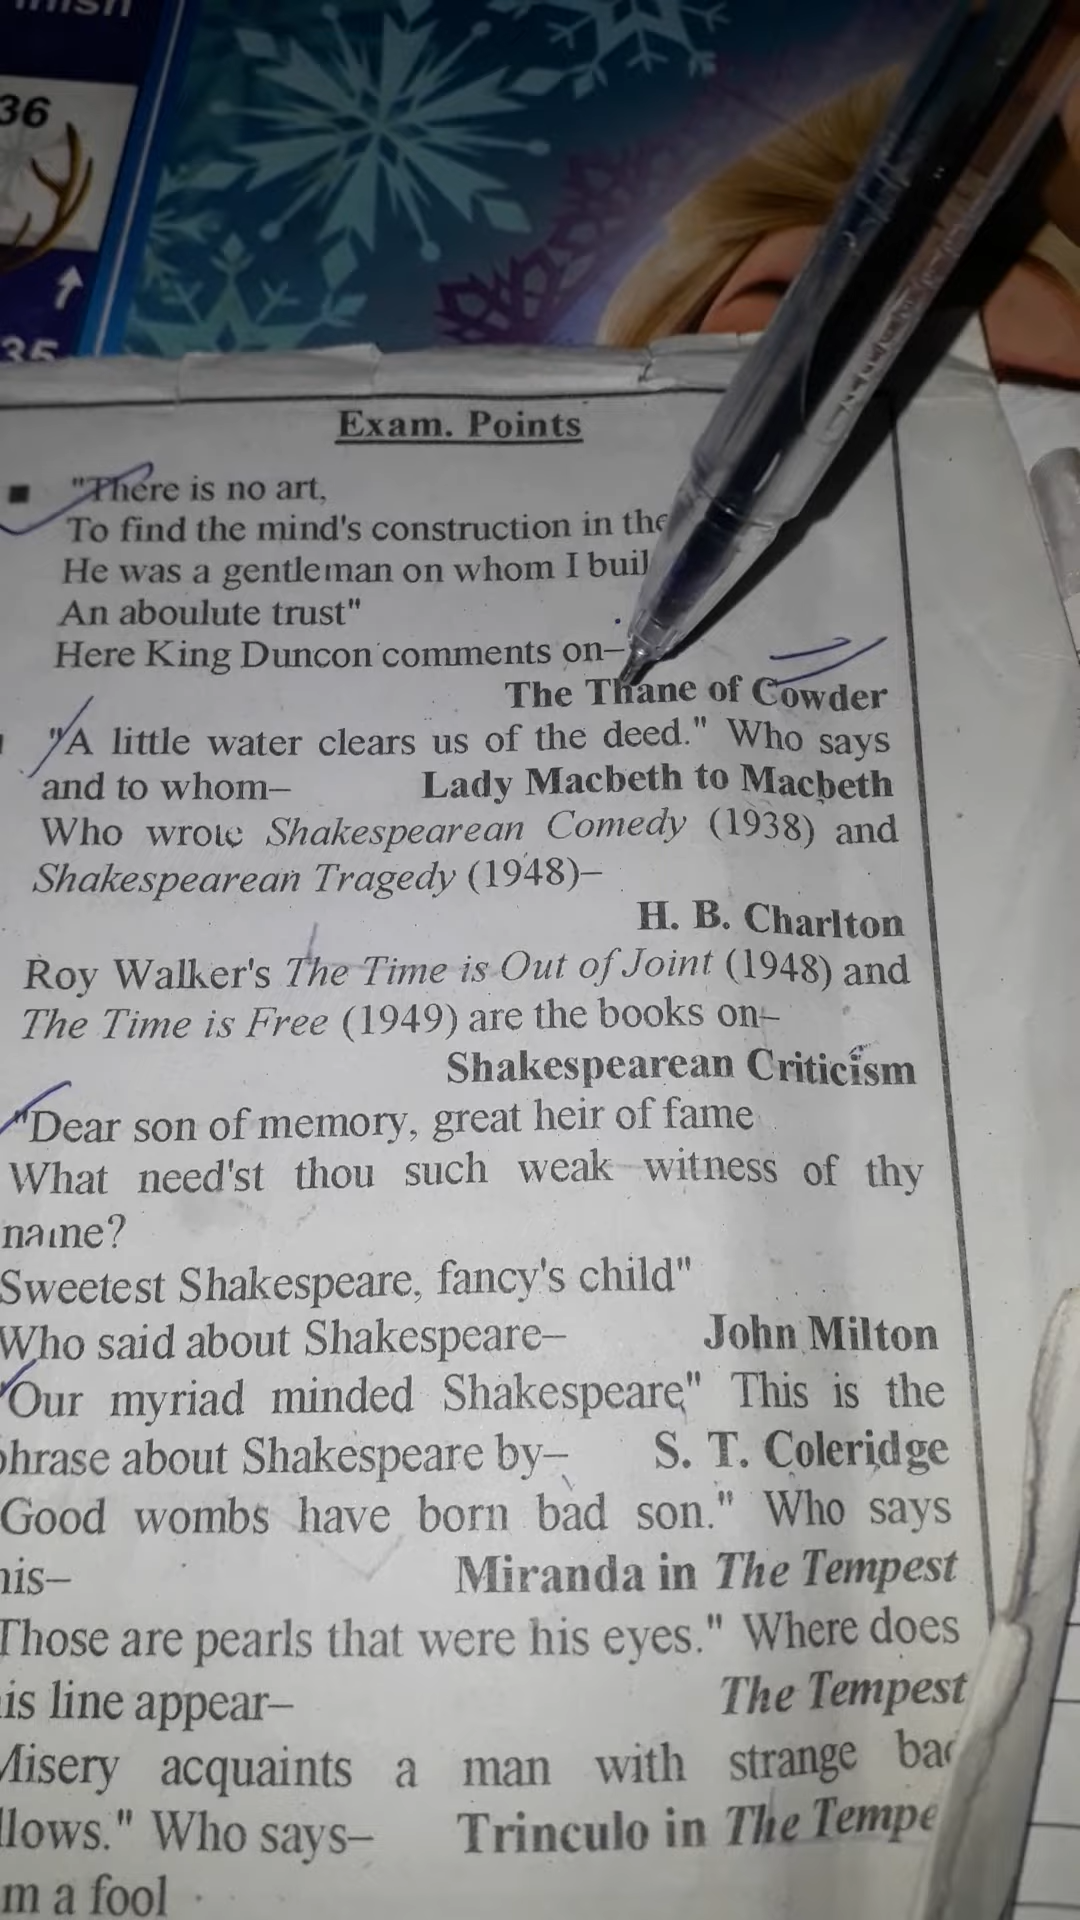 36
35
Exam. Points
"There is no art,
To find the mind's construction in the
He was a gentleman on whom I buil
An aboulute trust"
Here King Duncon comments on–
The Thane of Cowder
"A little water clears us of the deed." Who says
and to whom– Lady Macbeth to Macbeth
Who wrote Shakespearean Comedy (1938) and
Shakespearean Tragedy (1948)–
H. B. Charlton
Roy Walker's The Time is Out of Joint (1948) and
The Time is Free (1949) are the books on–
Shakespearean Criticism
"Dear son of memory, great heir of fame
What need'st thou such weak witness of thy
name?
Sweetest Shakespeare, fancy's child"
Who said about Shakespeare– John Milton
"Our myriad minded Shakespeare" This is the
phrase about Shakespeare by– S. T. Coleridge
Good wombs have born bad son." Who says
his– Miranda in The Tempest
Those are pearls that were his eyes." Where does
is line appear– The Tempest
Misery acquaints a man with strange
llows." Who says– Trinculo in The Tempe
m a fool